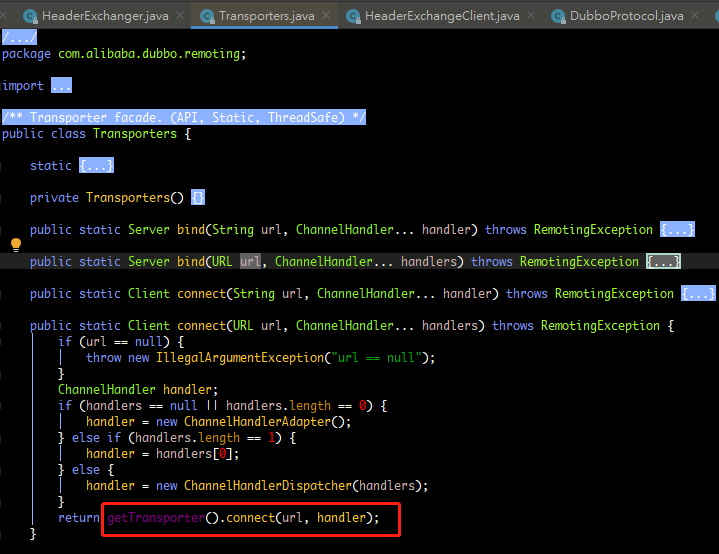 HeaderExchanger.java × Transporters.java × HeaderExchangeClient.java × DubboProtocol.java ×
/.../
package com.alibaba.dubbo.remoting;
import ...
/** Transporter facade. (API, Static, ThreadSafe) */
public class Transporters {
static {...}
private Transporters() {}
public static Server bind(String url, ChannelHandler... handler) throws RemotingException {...}
public static Server bind(URL url, ChannelHandler... handlers) throws RemotingException {...}
public static Client connect(String url, ChannelHandler... handler) throws RemotingException {...}
public static Client connect(URL url, ChannelHandler... handlers) throws RemotingException {
if (url == null) {
throw new IllegalArgumentException("url == null");
}
ChannelHandler handler;
if (handlers == null || handlers.length == 0) {
handler = new ChannelHandlerAdapter();
} else if (handlers.length == 1) {
handler = handlers[0];
} else {
handler = new ChannelHandlerDispatcher(handlers);
}
return getTransporter().connect(url, handler);
}